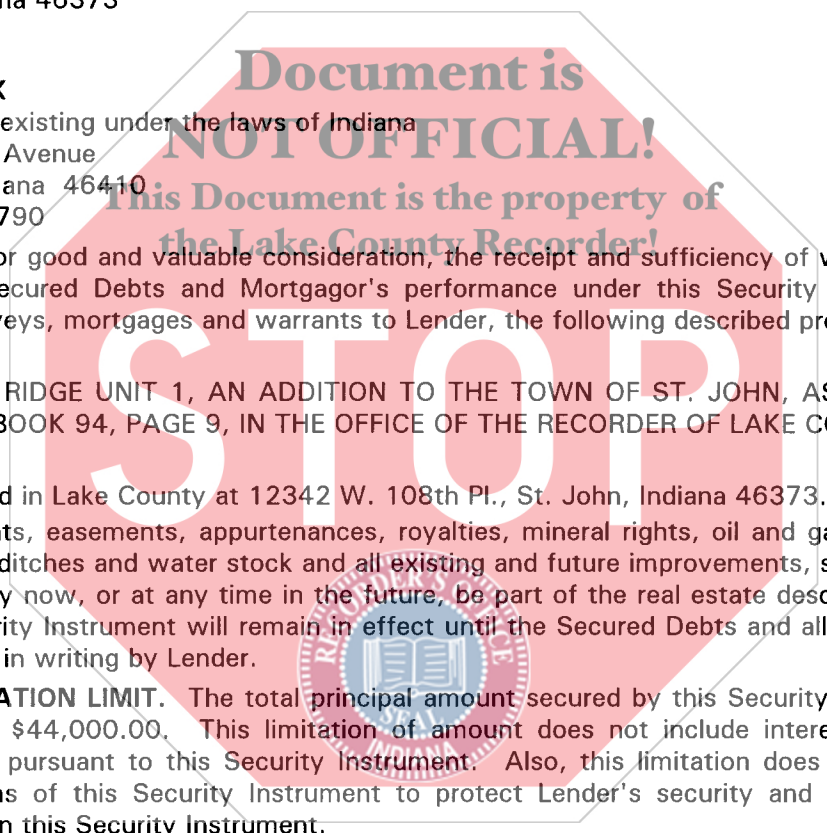 na 46373
Document is
K
existing under the laws of Indiana
Avenue
NOT OFFICIAL!
ana 46410
This Document is the property of
790
the Lake County Recorder!
or good and valuable consideration, the receipt and sufficiency of
ecured Debts and Mortgagor's performance under this Security
veys, mortgages and warrants to Lender, the following described pr
RIDGE UNIT 1, AN ADDITION TO THE TOWN OF ST. JOHN, AS
BOOK 94, PAGE 9, IN THE OFFICE OF THE RECORDER OF LAKE CO
STOP
d in Lake County at 12342 W. 108th Pl., St. John, Indiana 46373.
ts, easements, appurtenances, royalties, mineral rights, oil and ga
ditches and water stock and all existing and future improvements, s
y now, or at any time in the future, be part of the real estate desc
rity Instrument will remain in effect until the Secured Debts and all
in writing by Lender.
RECORDER'S OFFICE
SEAL
INDIANA
ATION LIMIT. The total principal amount secured by this Security
$44,000.00. This limitation of amount does not include intere
pursuant to this Security Instrument. Also, this limitation does
ns of this Security Instrument to protect Lender's security and
n this Security Instrument.